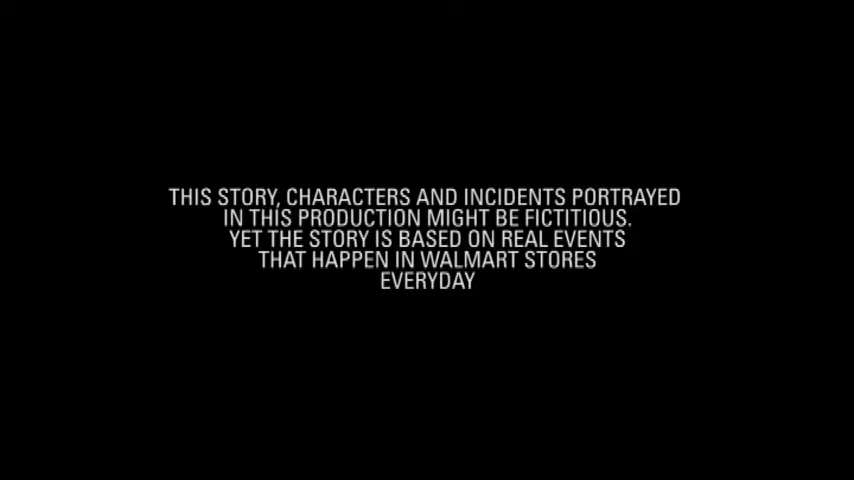 THIS STORY, CHARACTERS AND INCIDENTS PORTRAYED
IN THIS PRODUCTION MIGHT BE FICTITIOUS.
YET THE STORY IS BASED ON REAL EVENTS
THAT HAPPEN IN WALMART STORES
EVERYDAY